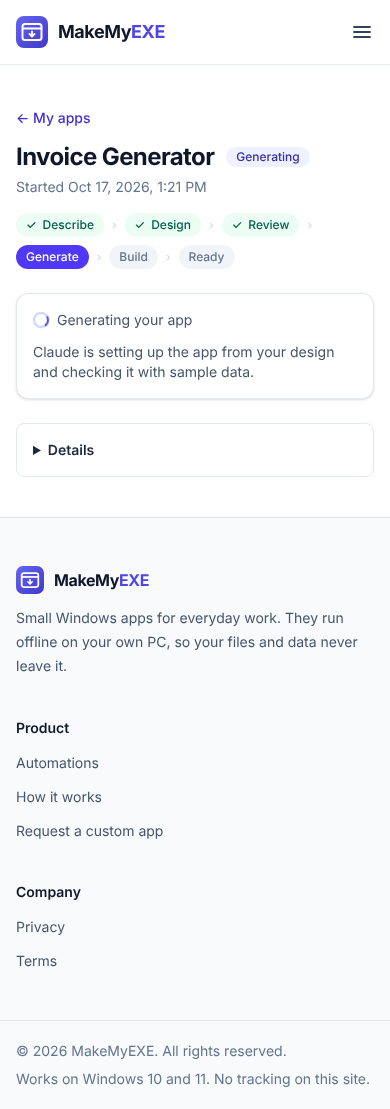 MakeMyEXE
← My apps
Invoice Generator Generating
Started Oct 17, 2026, 1:21 PM
✓ Describe › ✓ Design › ✓ Review ›
Generate › Build › Ready
Generating your app
Claude is setting up the app from your design
and checking it with sample data.
▶ Details
MakeMyEXE
Small Windows apps for everyday work. They run
offline on your own PC, so your files and data never
leave it.
Product
Automations
How it works
Request a custom app
Company
Privacy
Terms
© 2026 MakeMyEXE. All rights reserved.
Works on Windows 10 and 11. No tracking on this site.